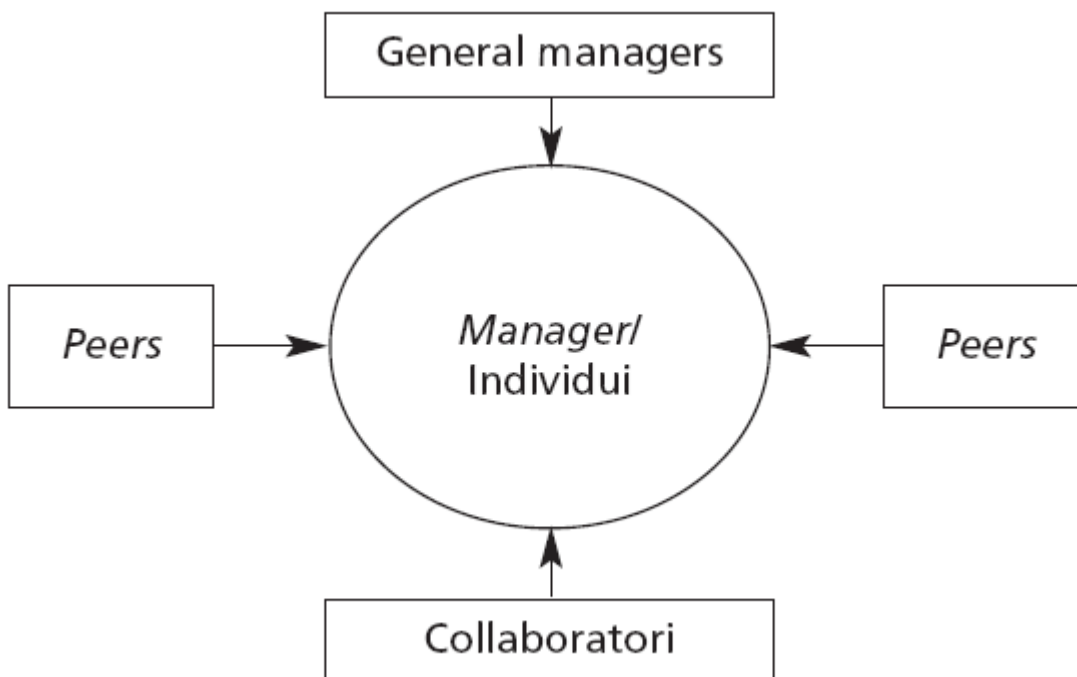 General managers
Peers
Manager/
Individui
Peers
Collaboratori